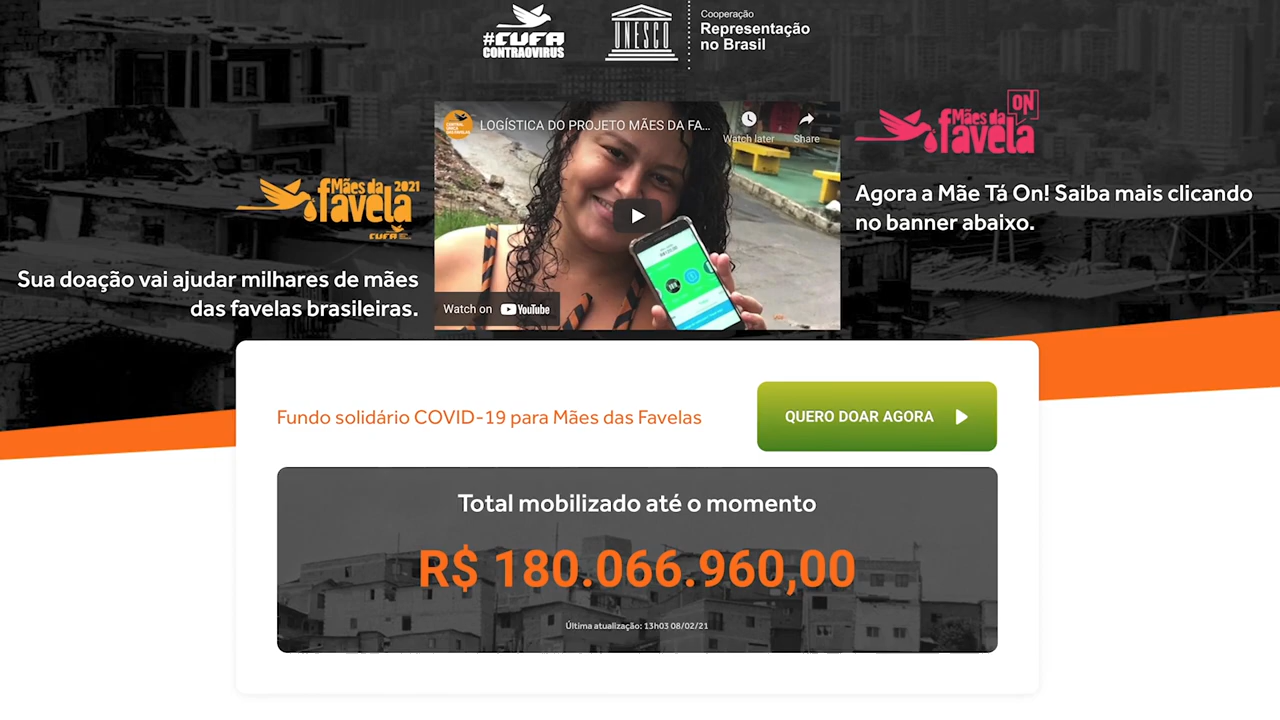 #CUFA
CONTRAOVIRUS
UNESCO
Cooperação
Representação
no Brasil
LOGÍSTICA DO PROJETO MÃES DA FA...
Watch later
Share
Watch on YouTube
Mães da 2021
favela
CUFA
Sua doação vai ajudar milhares de mães
das favelas brasileiras.
Mães da ON
favela
Agora a Mãe Tá On! Saiba mais clicando
no banner abaixo.
Fundo solidário COVID-19 para Mães das Favelas
QUERO DOAR AGORA
Total mobilizado até o momento
R$ 180.066.960,00
Última atualização: 13h03 08/02/21